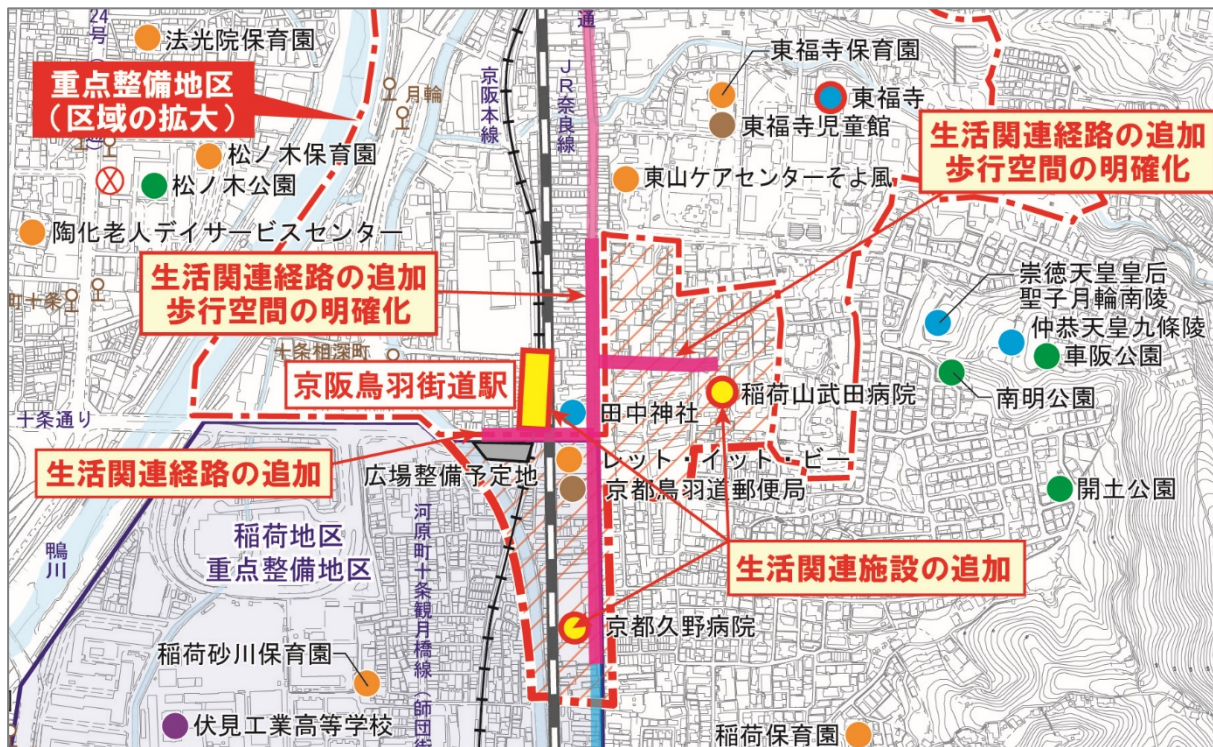 24号
法光院保育園
通
JR奈良線
京阪本線
東福寺保育園
東福寺
東福寺児童館
重点整備地区
(区域の拡大)
月輪
松ノ木保育園
松ノ木公園
生活関連経路の追加
歩行空間の明確化
東山ケアセンターそよ風
陶化老人デイサービスセンター
生活関連経路の追加
歩行空間の明確化
町十条
十条相深町
崇徳天皇皇后
聖子月輪南陵
仲恭天皇九條陵
車阪公園
南明公園
京阪鳥羽街道駅
稲荷山武田病院
田中神社
十条通り
生活関連経路の追加
広場整備予定地
レット・イット・ビー
京都鳥羽道郵便局
開土公園
稲荷地区
重点整備地区
鴨川
河原町十条観月橋線(師団街
生活関連施設の追加
京都久野病院
稲荷砂川保育園
伏見工業高等学校
稲荷保育園